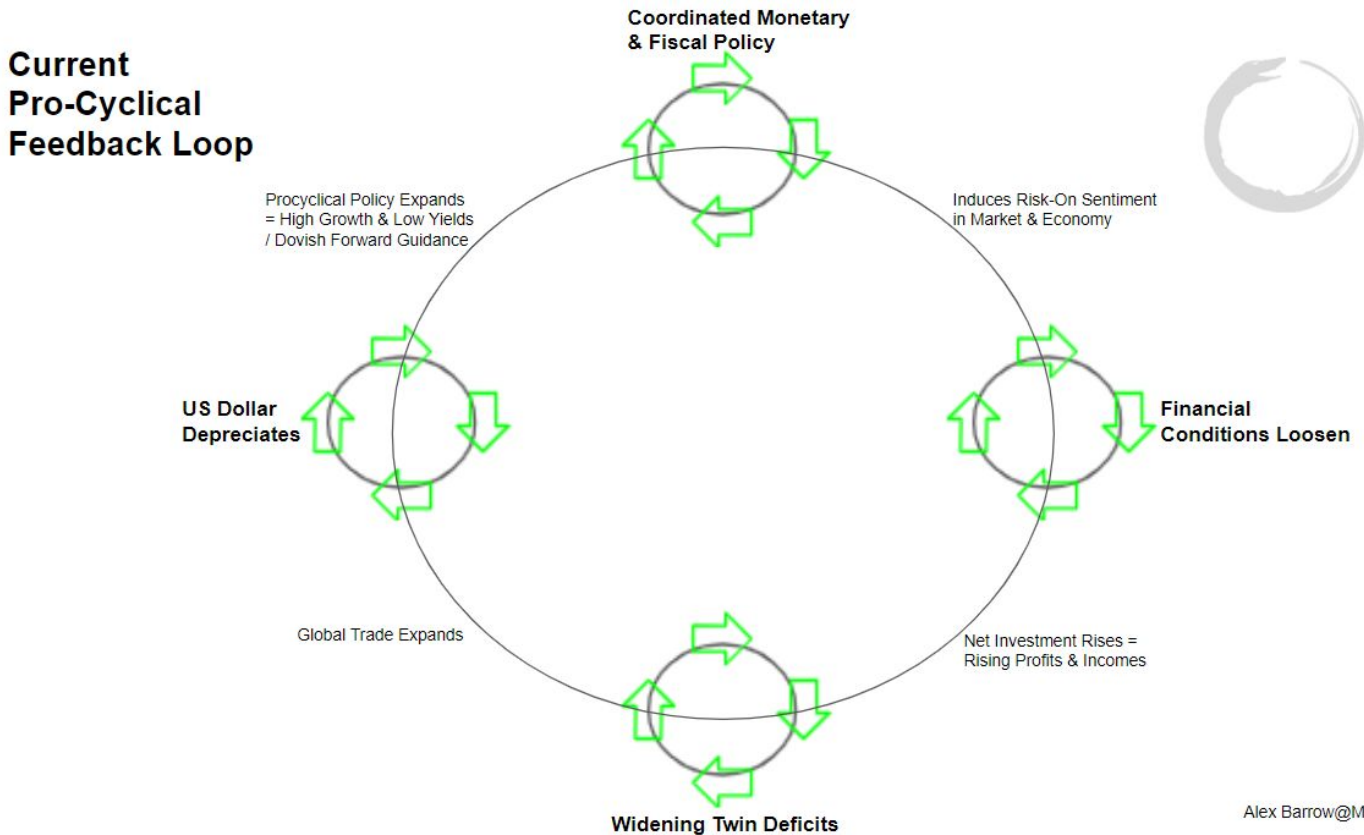 Current
Pro-Cyclical
Feedback Loop
Coordinated Monetary
& Fiscal Policy
Procyclical Policy Expands
= High Growth & Low Yields
/ Dovish Forward Guidance
Induces Risk-On Sentiment
in Market & Economy
US Dollar
Depreciates
Financial
Conditions Loosen
Global Trade Expands
Net Investment Rises =
Rising Profits & Incomes
Widening Twin Deficits
Alex Barrow@M